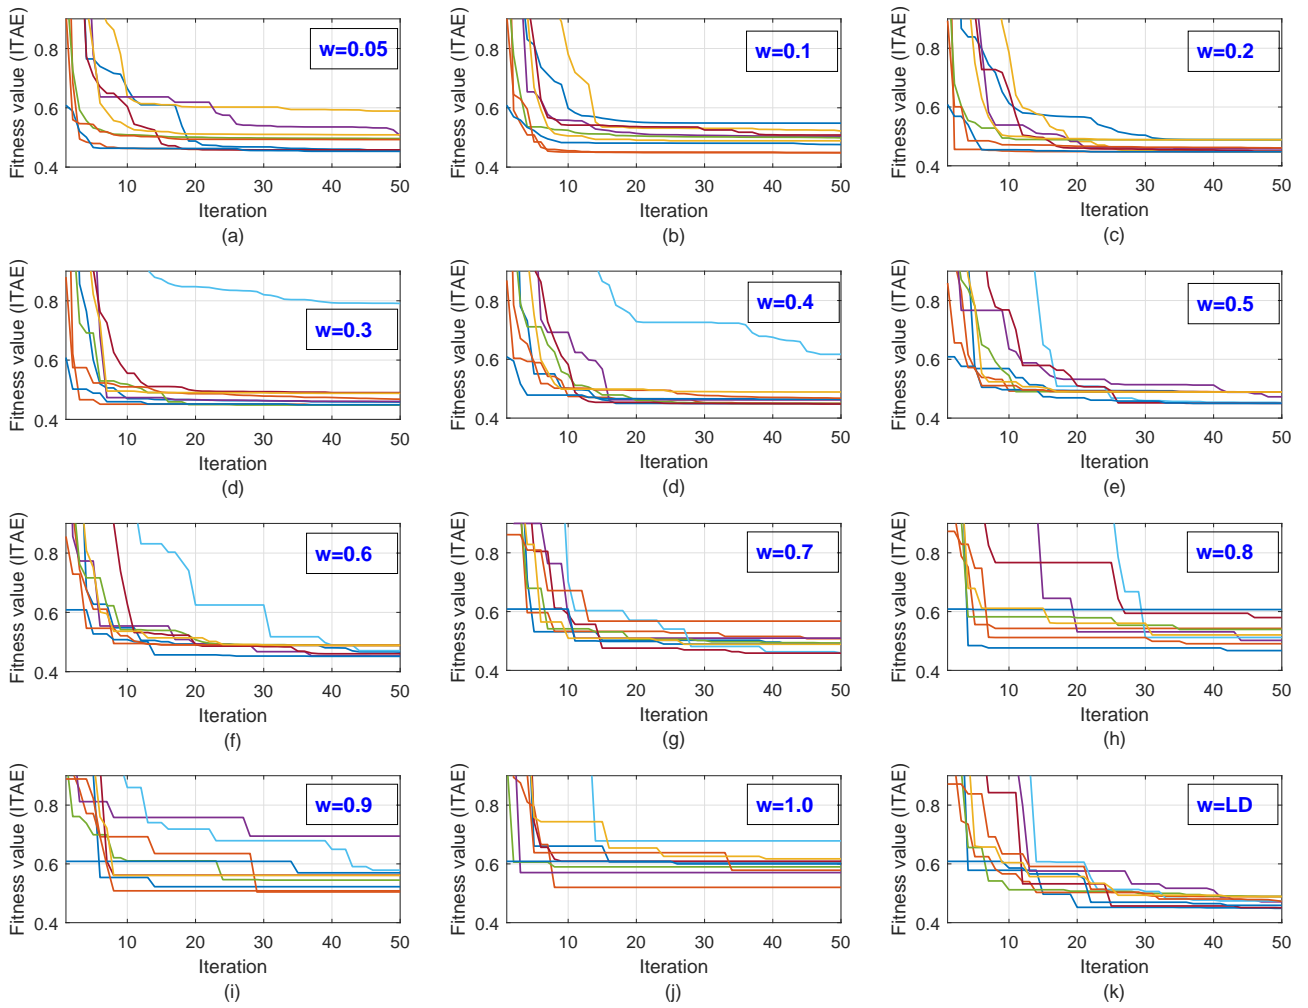 Fitness value (ITAE)
0.8
0.6
0.4
w=0.05
10 20 30 40 50
Iteration
(a)
Fitness value (ITAE)
0.8
0.6
0.4
w=0.1
10 20 30 40 50
Iteration
(b)
Fitness value (ITAE)
0.8
0.6
0.4
w=0.2
10 20 30 40 50
Iteration
(c)
Fitness value (ITAE)
0.8
0.6
0.4
w=0.3
10 20 30 40 50
Iteration
(d)
Fitness value (ITAE)
0.8
0.6
0.4
w=0.4
10 20 30 40 50
Iteration
(d)
Fitness value (ITAE)
0.8
0.6
0.4
w=0.5
10 20 30 40 50
Iteration
(e)
Fitness value (ITAE)
0.8
0.6
0.4
w=0.6
10 20 30 40 50
Iteration
(f)
Fitness value (ITAE)
0.8
0.6
0.4
w=0.7
10 20 30 40 50
Iteration
(g)
Fitness value (ITAE)
0.8
0.6
0.4
w=0.8
10 20 30 40 50
Iteration
(h)
Fitness value (ITAE)
0.8
0.6
0.4
w=0.9
10 20 30 40 50
Iteration
(i)
Fitness value (ITAE)
0.8
0.6
0.4
w=1.0
10 20 30 40 50
Iteration
(j)
Fitness value (ITAE)
0.8
0.6
0.4
w=LD
10 20 30 40 50
Iteration
(k)